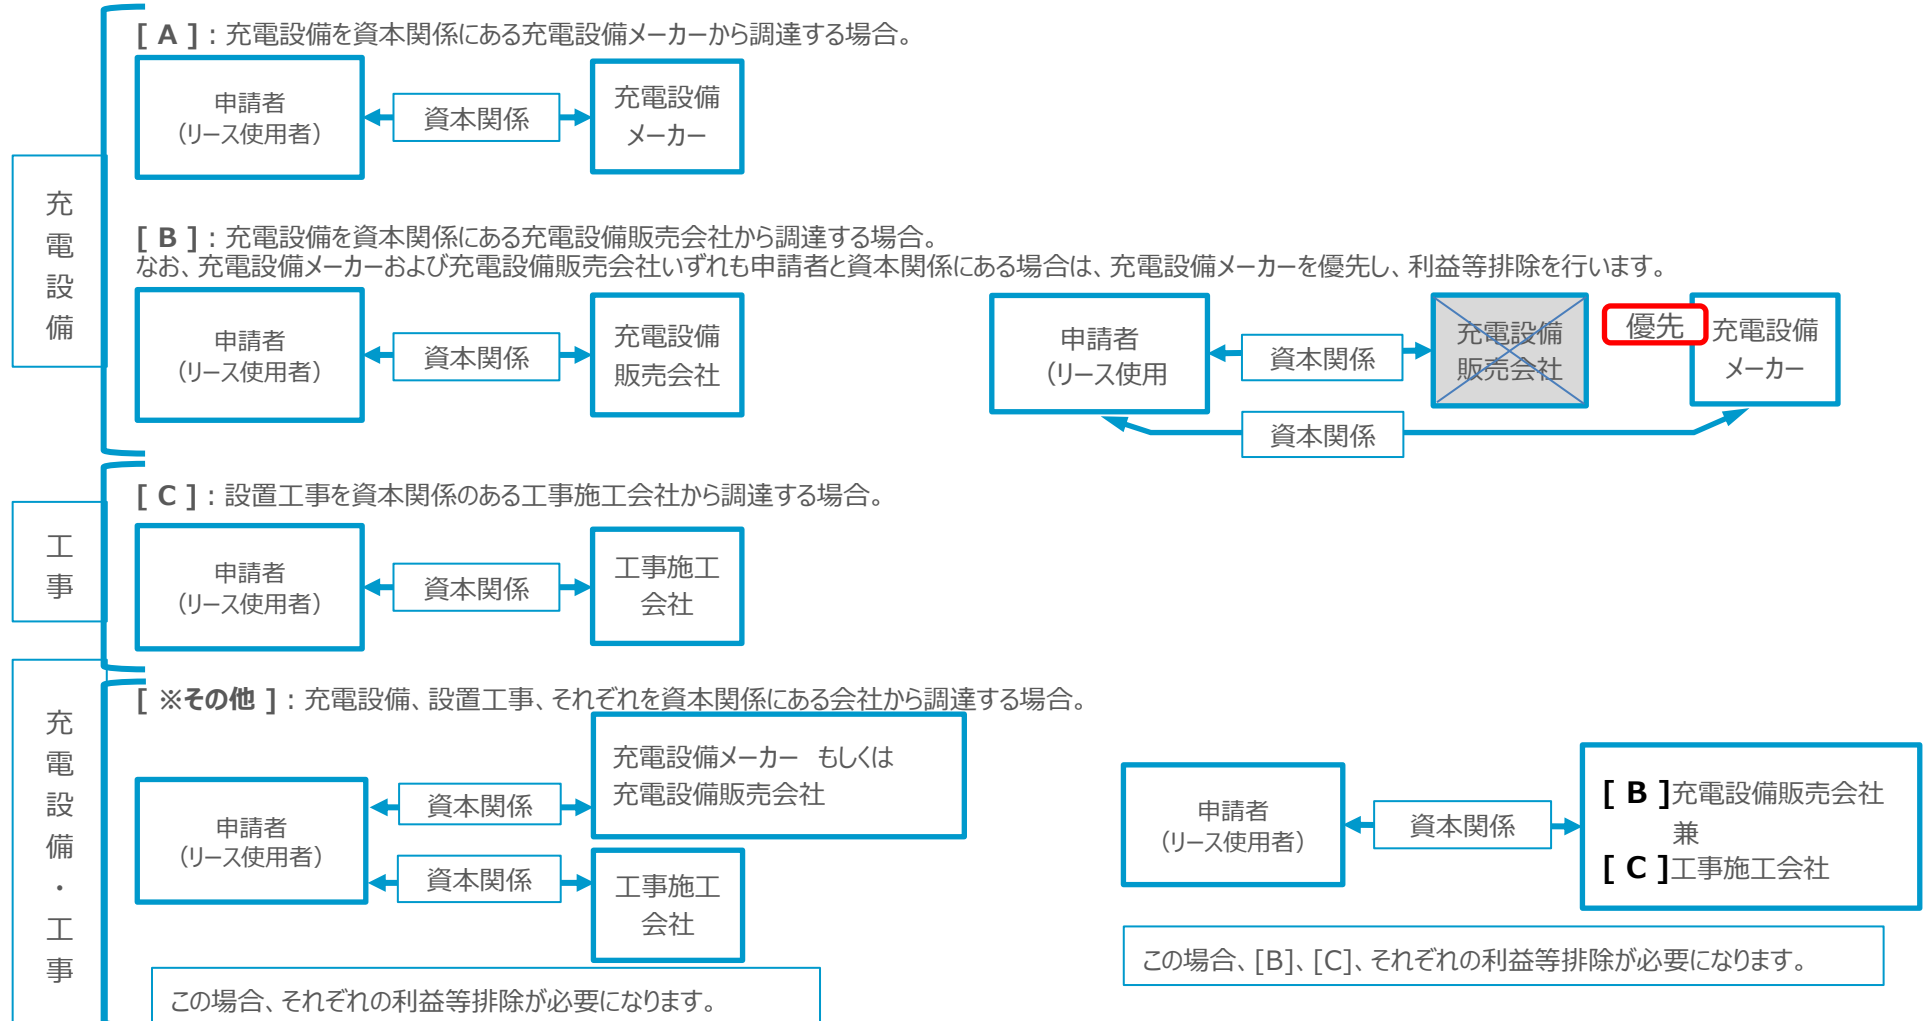 [ A ]：充電設備を資本関係にある充電設備メーカーから調達する場合。
申請者
（リース使用者）
資本関係
充電設備
メーカー
充電設備
[ B ]：充電設備を資本関係にある充電設備販売会社から調達する場合。
なお、充電設備メーカーおよび充電設備販売会社いずれも申請者と資本関係にある場合は、充電設備メーカーを優先し、利益等排除を行います。
申請者
（リース使用者）
資本関係
充電設備
販売会社
申請者
（リース使用
資本関係
充電設備
販売会社
優先
充電設備
メーカー
資本関係
[ C ]：設置工事を資本関係のある工事施工会社から調達する場合。
工事
申請者
（リース使用者）
資本関係
工事施工
会社
[ ※その他 ]：充電設備、設置工事、それぞれを資本関係にある会社から調達する場合。
充電設備・工事
申請者
（リース使用者）
資本関係
充電設備メーカー もしくは
充電設備販売会社
資本関係
工事施工
会社
この場合、それぞれの利益等排除が必要になります。
申請者
（リース使用者）
資本関係
[ B ]充電設備販売会社
兼
[ C ]工事施工会社
この場合、[B]、[C]、それぞれの利益等排除が必要になります。